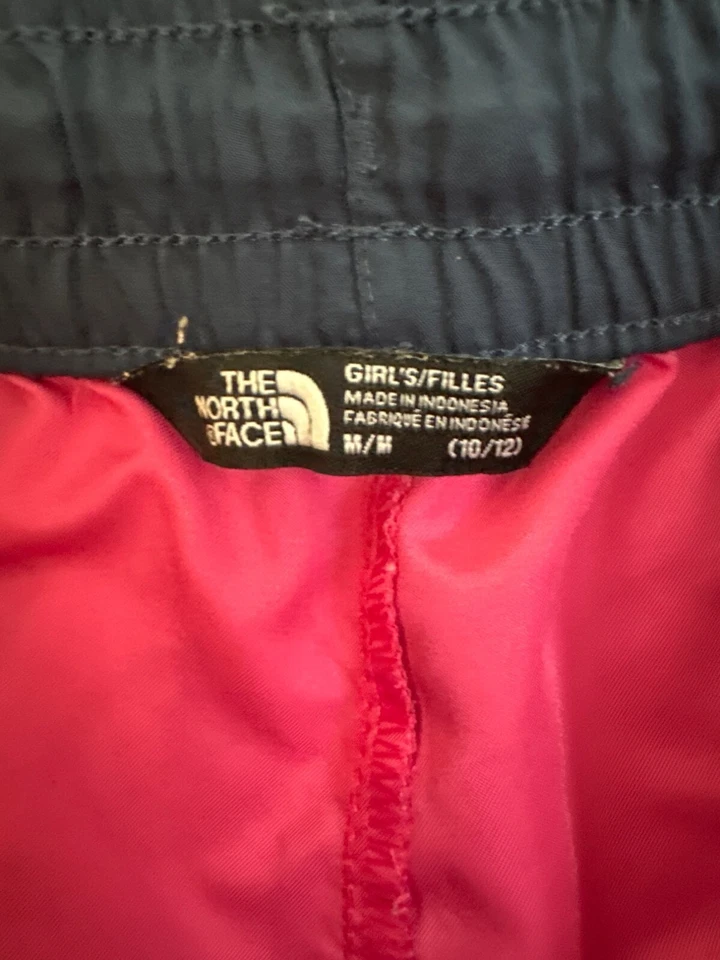 THE
NORTH
FACE
GIRL'S/FILLES
MADE IN INDONESIA
FABRIQUÉ EN INDONÉSIE
M/M (10/12)